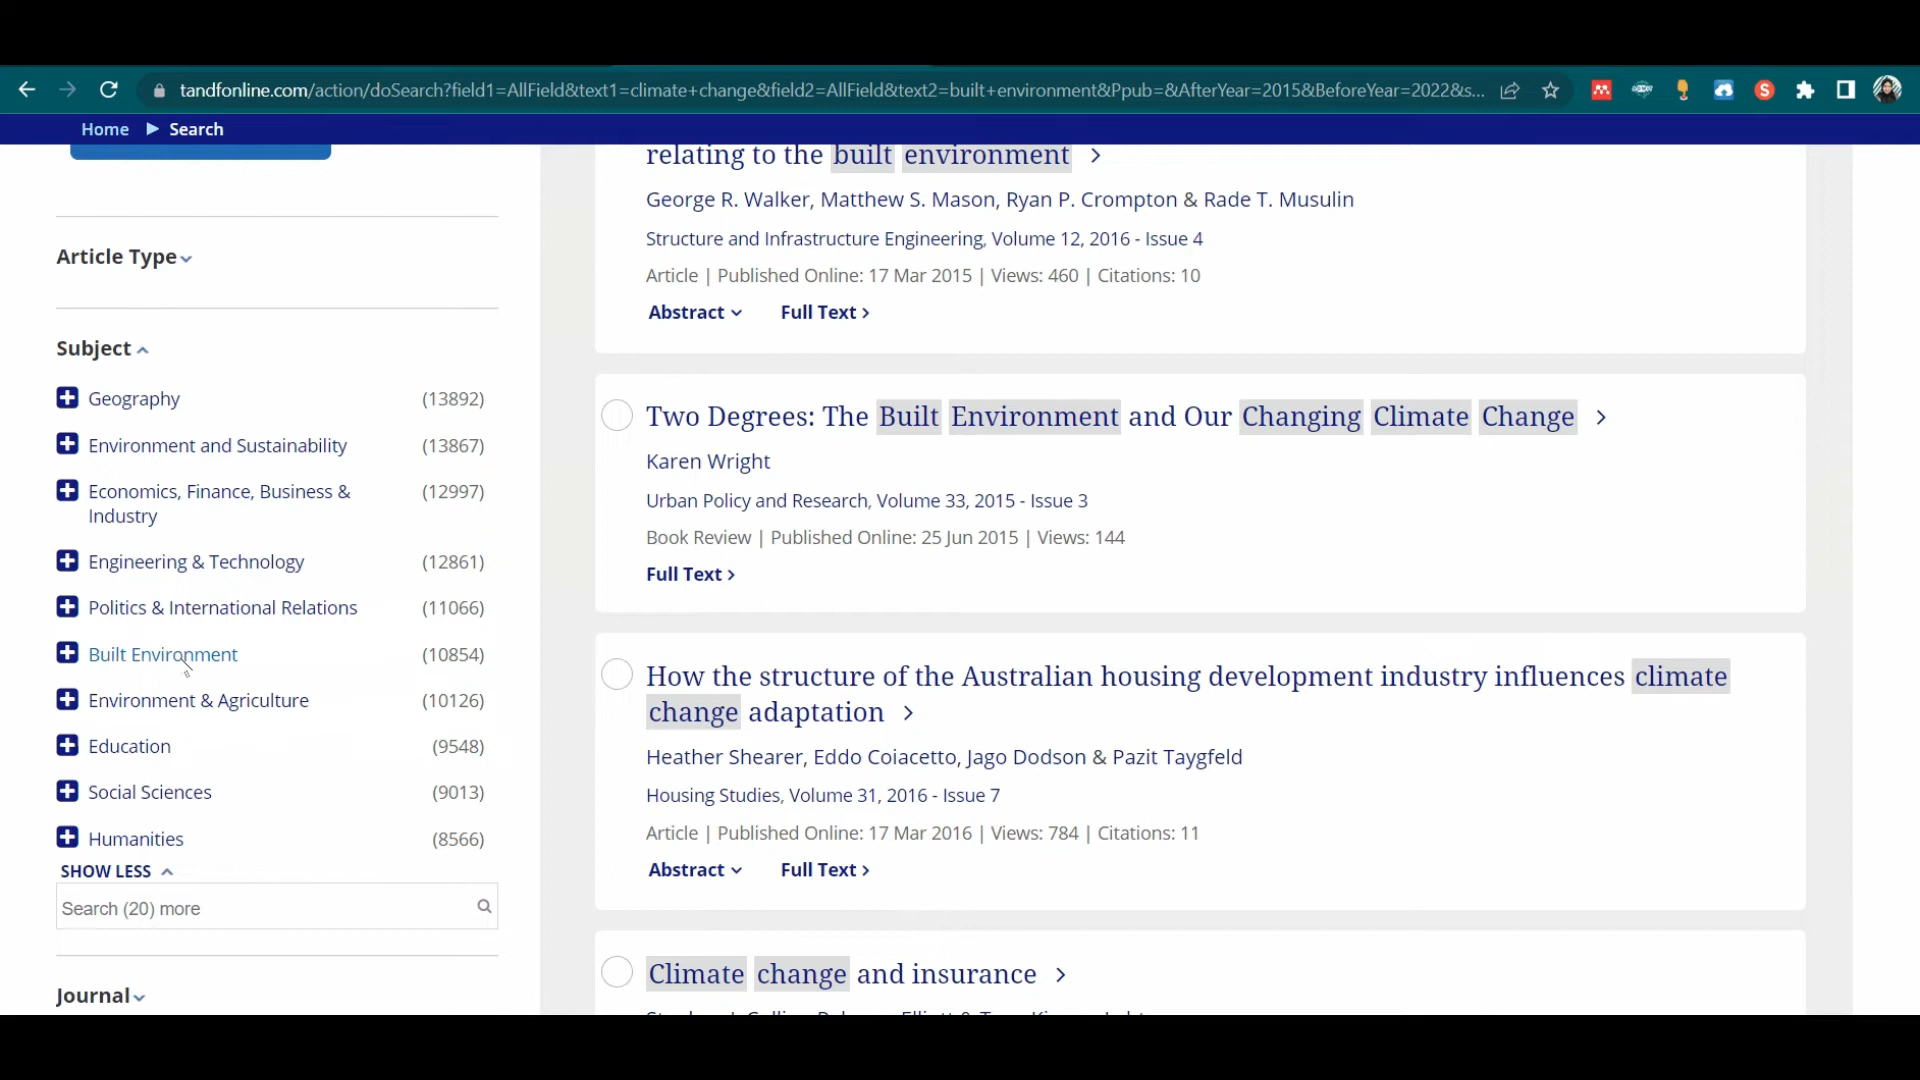 tandfonline.com/action/doSearch?field1=AllField&text1=climate+change&field2=AllField&text2=built+environment&Ppub=&AfterYear=2015&BeforeYear=2022&s...
Home ▶ Search
relating to the built environment
George R. Walker, Matthew S. Mason, Ryan P. Crompton & Rade T. Musulin
Structure and Infrastructure Engineering, Volume 12, 2016 - Issue 4
Article | Published Online: 17 Mar 2015 | Views: 460 | Citations: 10
Abstract Full Text
Article Type
Subject
Geography (13892)
Environment and Sustainability (13867)
Economics, Finance, Business & (12997)
Industry
Engineering & Technology (12861)
Politics & International Relations (11066)
Built Environment (10854)
Environment & Agriculture (10126)
Education (9548)
Social Sciences (9013)
Humanities (8566)
SHOW LESS
Search (20) more
Journal
Two Degrees: The Built Environment and Our Changing Climate Change
Karen Wright
Urban Policy and Research, Volume 33, 2015 - Issue 3
Book Review | Published Online: 25 Jun 2015 | Views: 144
Full Text
How the structure of the Australian housing development industry influences climate
change adaptation
Heather Shearer, Eddo Coiacetto, Jago Dodson & Pazit Taygfeld
Housing Studies, Volume 31, 2016 - Issue 7
Article | Published Online: 17 Mar 2016 | Views: 784 | Citations: 11
Abstract Full Text
Climate change and insurance